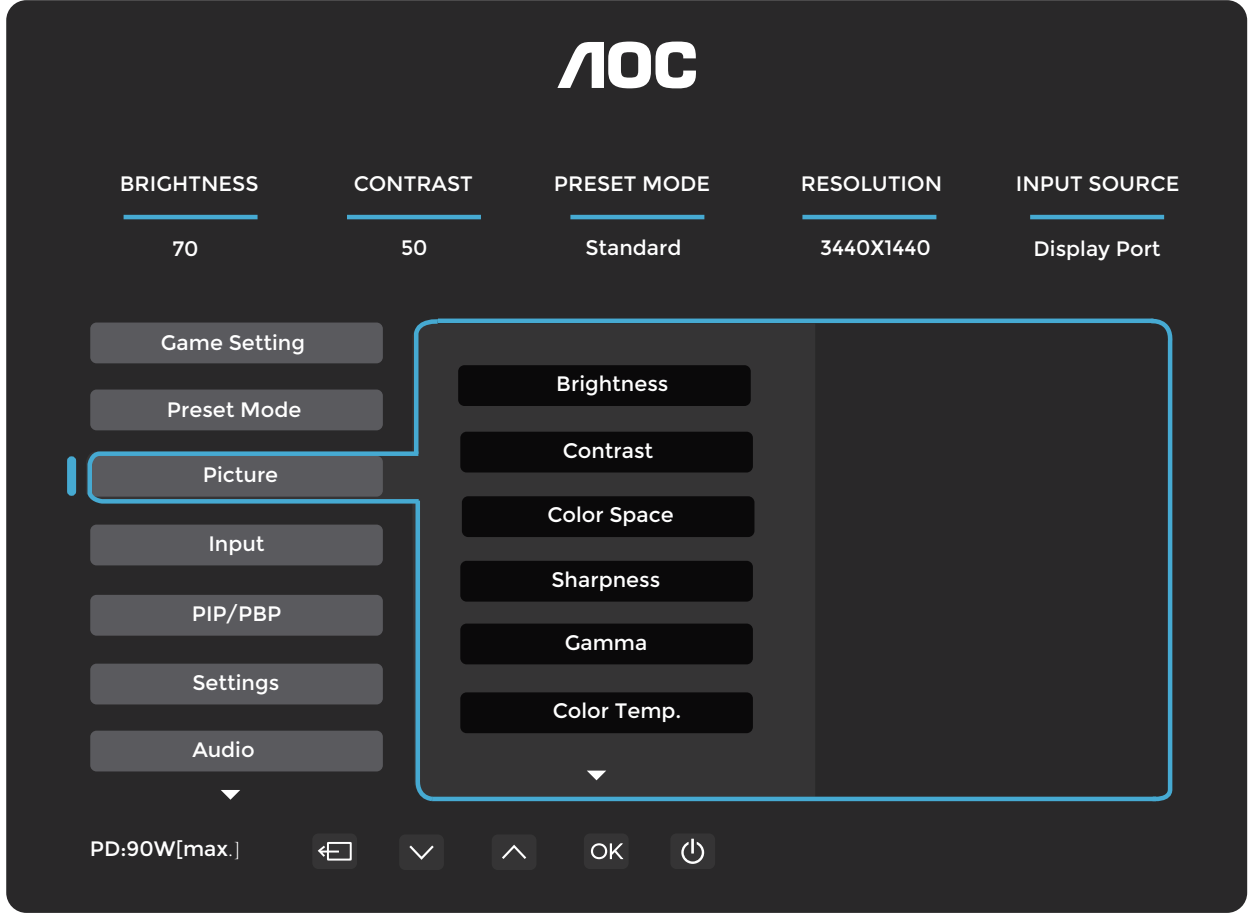 AOC
BRIGHTNESS CONTRAST PRESET MODE RESOLUTION INPUT SOURCE
70 50 Standard 3440X1440 Display Port
Game Setting
Preset Mode
Picture
Input
PIP/PBP
Settings
Audio
Brightness
Contrast
Color Space
Sharpness
Gamma
Color Temp.
PD:90W[max.]
OK